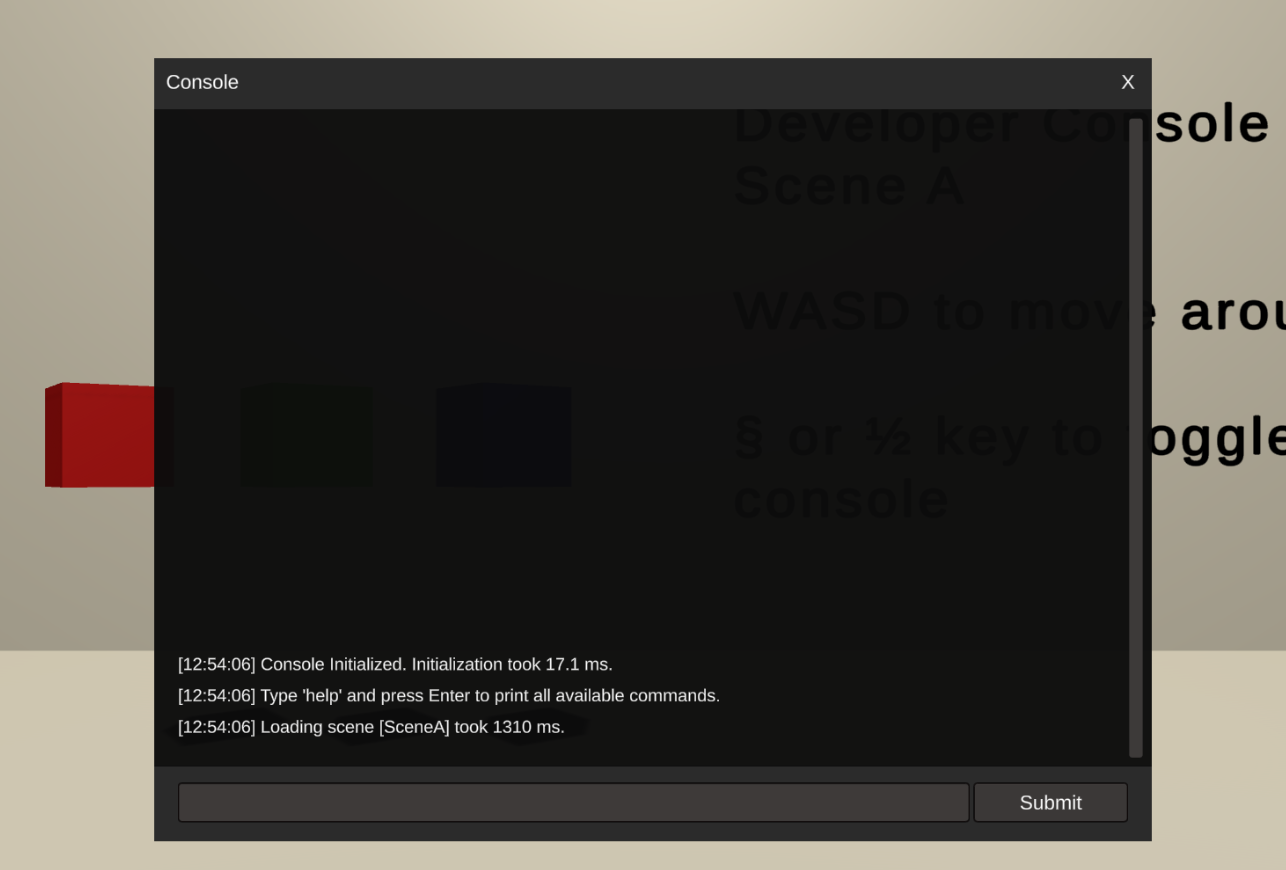 Console X
Developer Console
Scene A
WASD to move arou
§ or ½ key to toggle
console
[12:54:06] Console Initialized. Initialization took 17.1 ms.
[12:54:06] Type 'help' and press Enter to print all available commands.
[12:54:06] Loading scene [SceneA] took 1310 ms.
Submit